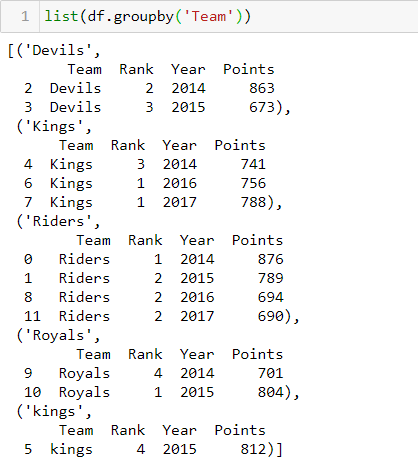 1 list(df.groupby('Team'))
[('Devils',
Team Rank Year Points
2 Devils 2 2014 863
3 Devils 3 2015 673),
('Kings',
Team Rank Year Points
4 Kings 3 2014 741
6 Kings 1 2016 756
7 Kings 1 2017 788),
('Riders',
Team Rank Year Points
0 Riders 1 2014 876
1 Riders 2 2015 789
8 Riders 2 2016 694
11 Riders 2 2017 690),
('Royals',
Team Rank Year Points
9 Royals 4 2014 701
10 Royals 1 2015 804),
('kings',
Team Rank Year Points
5 kings 4 2015 812)]